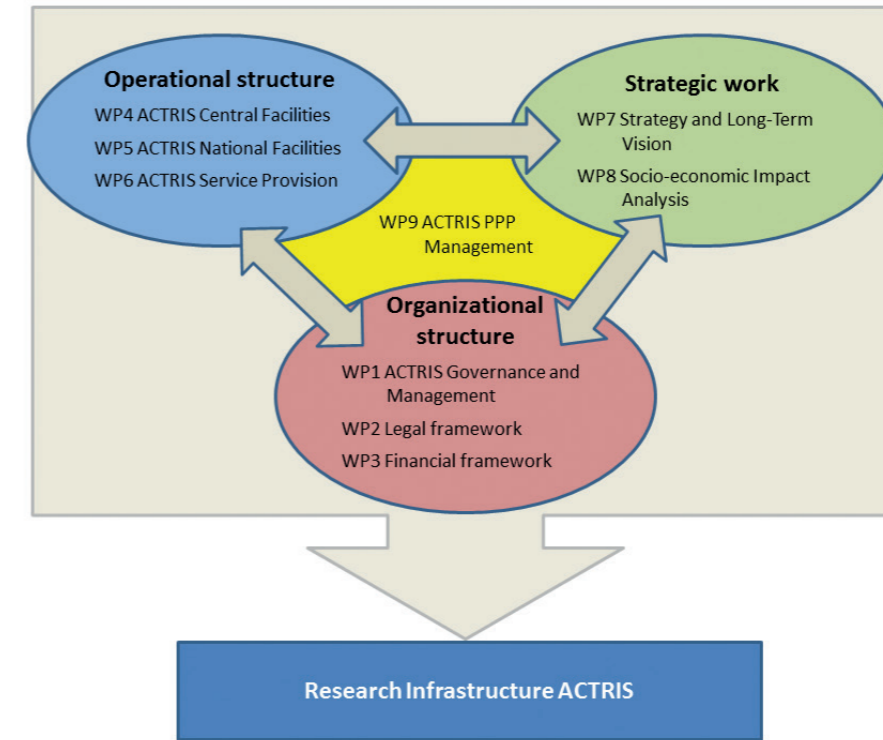 Operational structure
WP4 ACTRIS Central Facilities
WP5 ACTRIS National Facilities
WP6 ACTRIS Service Provision
Strategic work
WP7 Strategy and Long-Term
Vision
WP8 Socio-economic Impact
Analysis
WP9 ACTRIS PPP
Management
Organizational
structure
WP1 ACTRIS Governance and
Management
WP2 Legal framework
WP3 Financial framework
Research Infrastructure ACTRIS